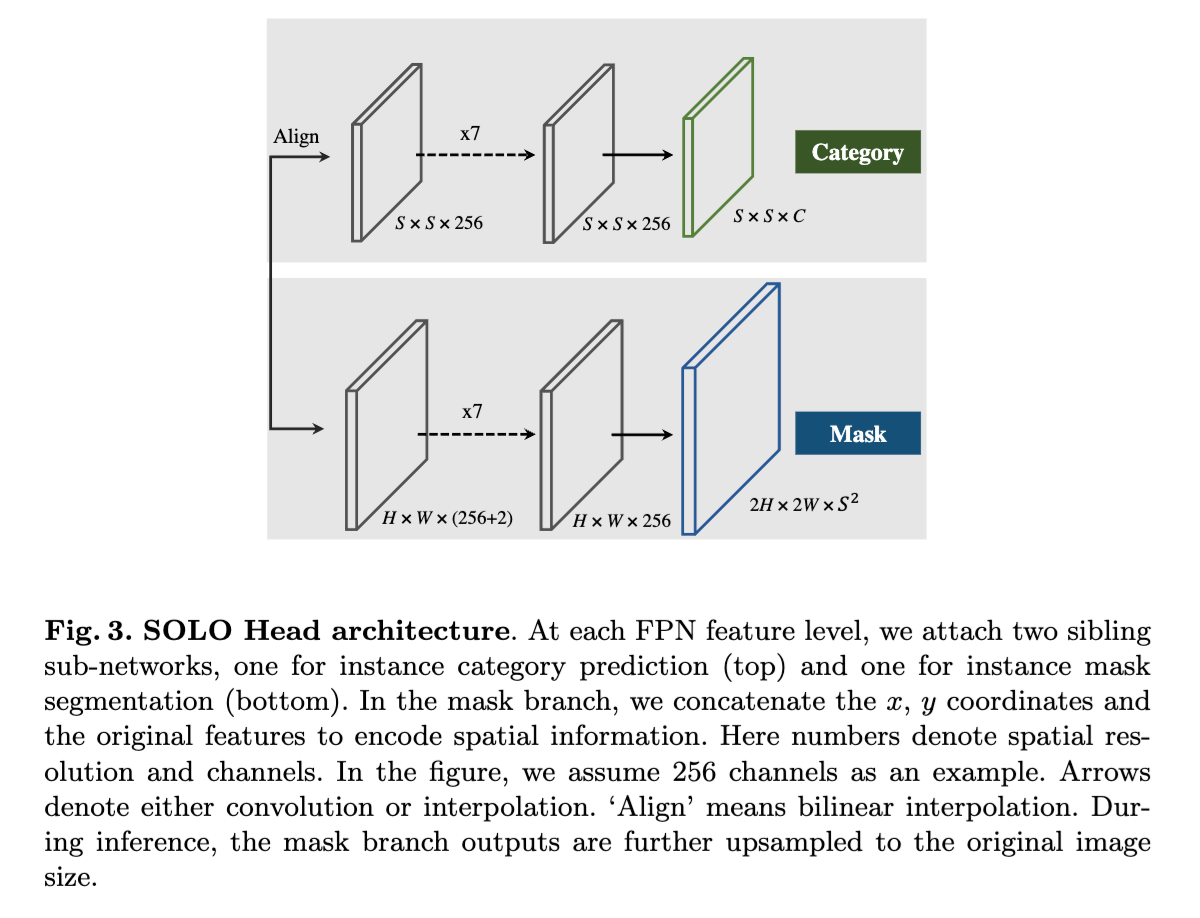 Align
x7
S × S × 256
S × S × 256
S × S × C
Category
x7
H × W × (256+2)
H × W × 256
2H × 2W × S²
Mask
Fig. 3. SOLO Head architecture. At each FPN feature level, we attach two sibling
sub-networks, one for instance category prediction (top) and one for instance mask
segmentation (bottom). In the mask branch, we concatenate the x, y coordinates and
the original features to encode spatial information. Here numbers denote spatial res-
olution and channels. In the figure, we assume 256 channels as an example. Arrows
denote either convolution or interpolation. ‘Align’ means bilinear interpolation. Dur-
ing inference, the mask branch outputs are further upsampled to the original image
size.